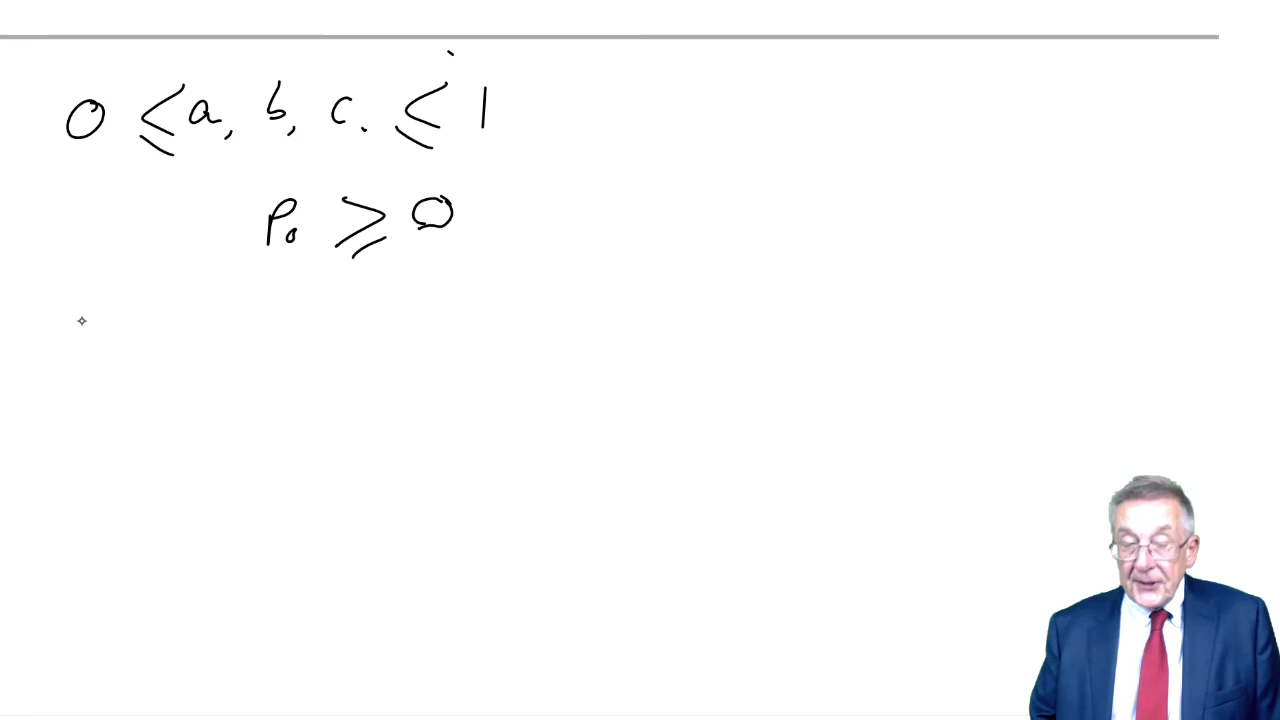 0 ≤ a, b, c. ≤ 1
P₀ ≥ 0